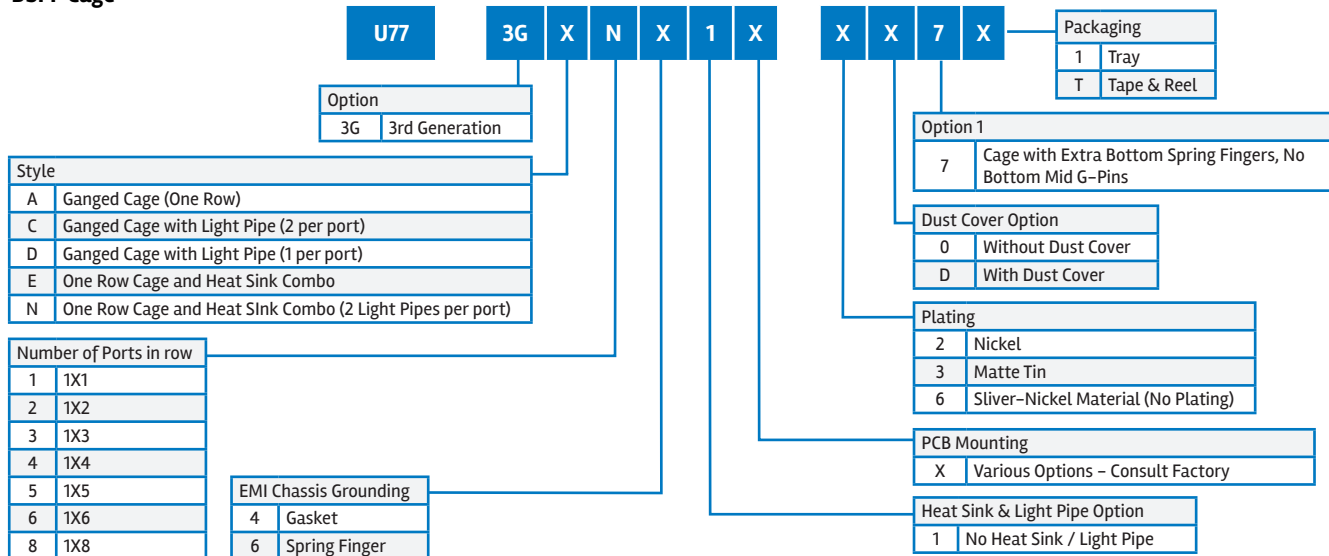 U77 3G X N X 1 X X X 7 X
Packaging
1 Tray
T Tape & Reel
Option
3G 3rd Generation
Option 1
7 Cage with Extra Bottom Spring Fingers, No
Bottom Mid G-Pins
Style
A Ganged Cage (One Row)
C Ganged Cage with Light Pipe (2 per port)
D Ganged Cage with Light Pipe (1 per port)
E One Row Cage and Heat Sink Combo
N One Row Cage and Heat SInk Combo (2 Light Pipes per port)
Dust Cover Option
0 Without Dust Cover
D With Dust Cover
Plating
2 Nickel
3 Matte Tin
6 Sliver-Nickel Material (No Plating)
Number of Ports in row
1 1X1
2 1X2
3 1X3
4 1X4
5 1X5
6 1X6
8 1X8
PCB Mounting
X Various Options - Consult Factory
EMI Chassis Grounding
4 Gasket
6 Spring Finger
Heat Sink & Light Pipe Option
1 No Heat Sink / Light Pipe